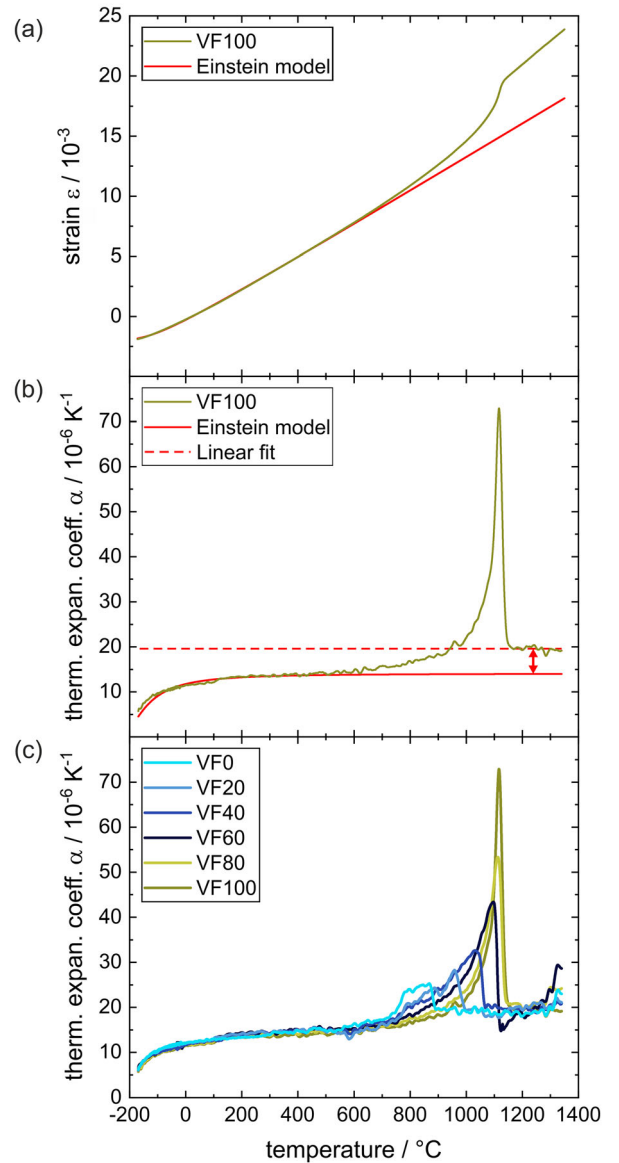 (a)
25
20
15
10
5
0
strain ε / 10⁻³
VF100
Einstein model
(b)
70
60
50
40
30
20
10
therm. expan. coeff. α / 10⁻⁶ K⁻¹
VF100
Einstein model
Linear fit
(c)
70
60
50
40
30
20
10
0
therm. expan. coeff. α / 10⁻⁶ K⁻¹
VF0
VF20
VF40
VF60
VF80
VF100
-200 0 200 400 600 800 1000 1200 1400
temperature / °C